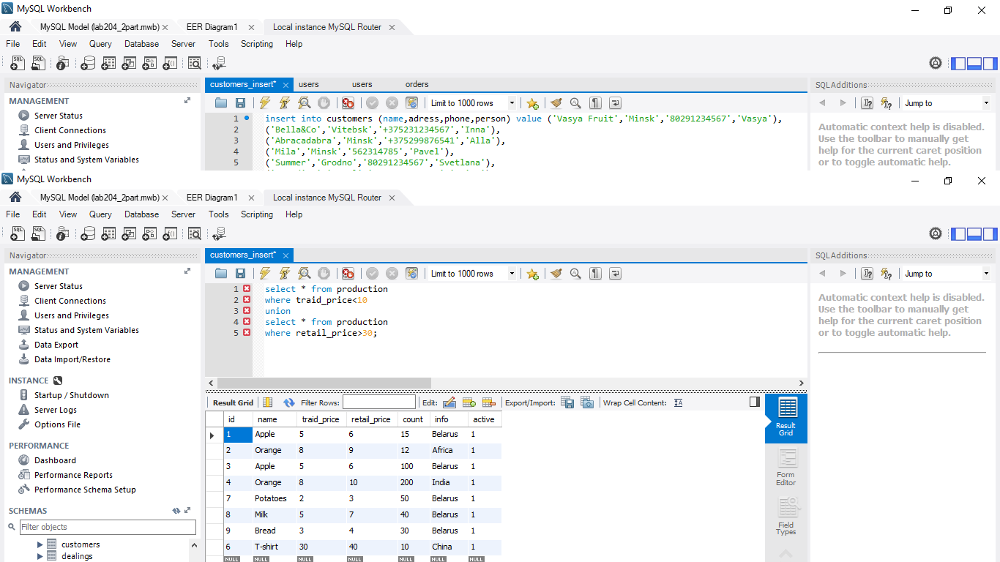 MySQL Workbench
MySQL Model (lab204_2part.mwb) EER Diagram1 Local instance MySQL Router
File Edit View Query Database Server Tools Scripting Help
Navigator
customers_insert* users users orders
SQLAdditions
MANAGEMENT
Server Status
Client Connections
Users and Privileges
Status and System Variables
Limit to 1000 rows
Jump to
1 insert into customers (name,adress,phone,person) value ('Vasya Fruit','Minsk','80291234567','Vasya'),
2 ('Bella&Co','Vitebsk','+375231234567','Inna'),
3 ('Abracadabra','Minsk','+375299876541','Alla'),
4 ('Mila','Minsk','562314785','Pavel'),
5 ('Summer','Grodno','80291234567','Svetlana'),
Automatic context help is disabled.
Use the toolbar to manually get
help for the current caret position
or to toggle automatic help.
MySQL Workbench
MySQL Model (lab204_2part.mwb) EER Diagram1 Local instance MySQL Router
File Edit View Query Database Server Tools Scripting Help
Navigator
customers_insert*
SQLAdditions
MANAGEMENT
Server Status
Client Connections
Users and Privileges
Status and System Variables
Data Export
Data Import/Restore
INSTANCE
Startup / Shutdown
Server Logs
Options File
PERFORMANCE
Dashboard
Performance Reports
Performance Schema Setup
SCHEMAS
Filter objects
customers
dealings
Limit to 1000 rows
Jump to
1 select * from production
2 where traid_price<10
3 union
4 select * from production
5 where retail_price>30;
Automatic context help is disabled.
Use the toolbar to manually get
help for the current caret position
or to toggle automatic help.
Result Grid Filter Rows: Edit: Export/Import: Wrap Cell Content:
id name traid_price retail_price count info active
1 Apple 5 6 15 Belarus 1
2 Orange 8 9 12 Africa 1
3 Apple 5 6 100 Belarus 1
4 Orange 8 10 200 India 1
7 Potatoes 2 3 50 Belarus 1
8 Milk 5 7 40 Belarus 1
9 Bread 3 4 30 Belarus 1
6 T-shirt 30 40 10 China 1
NULL NULL NULL NULL NULL NULL NULL
Result
Grid
Form
Editor
Field
Types